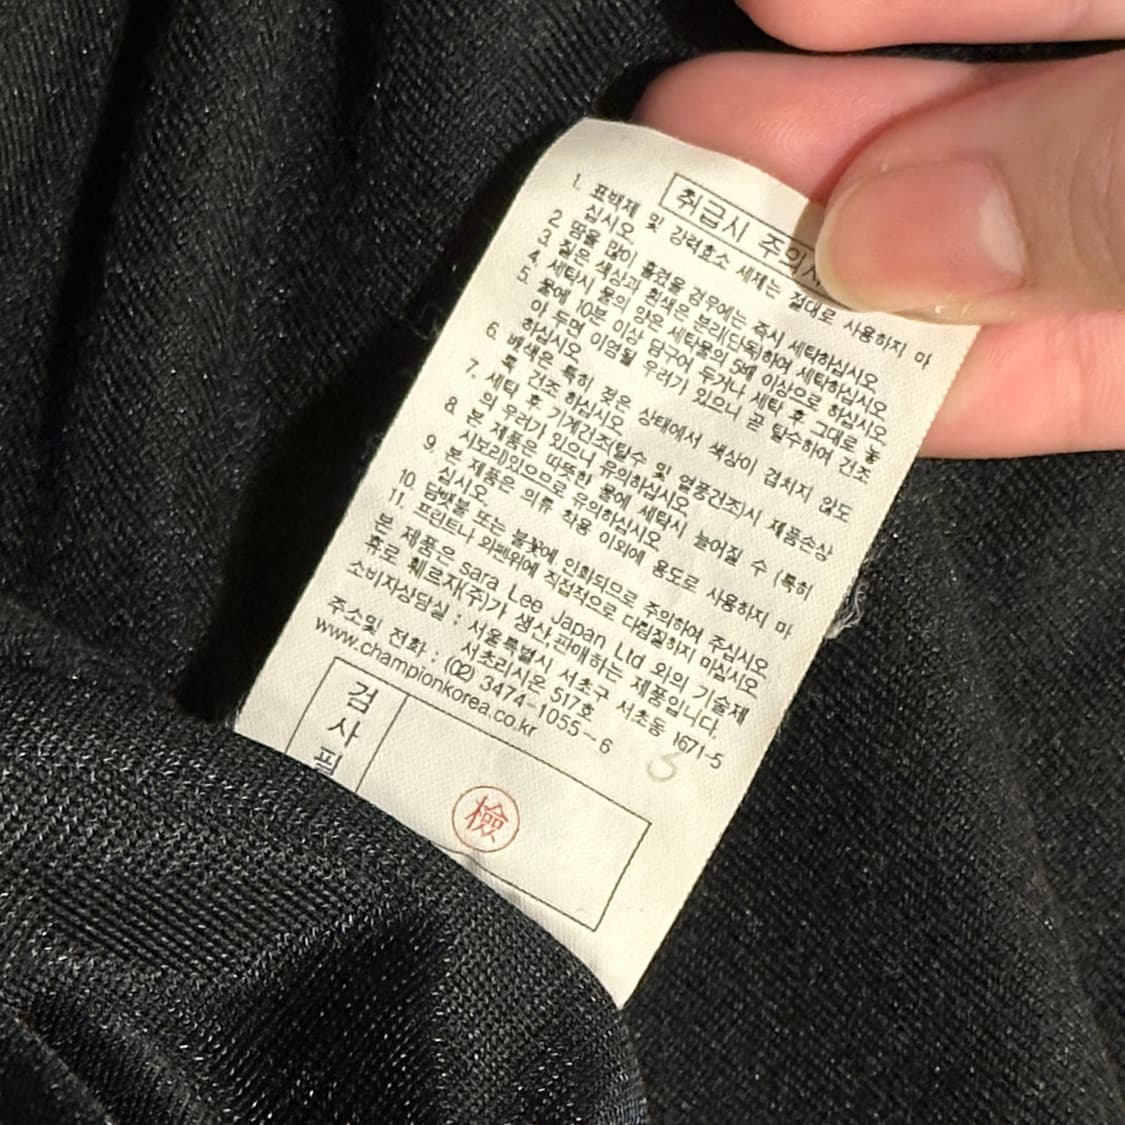 취급시 주의사
1. 표백제 및 강력효소 세제는 절대로 사용하지 마
십시오
2 땀을 많이 흘렸을 경우에는 즉시 세탁하십시오
3. 짙은 색상과 흰색은 분리(단독)하여 세탁하십시오
4. 세탁시 물의 양은 세탁물의 5배 이상으로 하십시오
5. 물에 10분 이상 담구어 두거나 세탁 후 그대로 놓
아 두면 이염될 우려가 있으니 곧 탈수하여 건조
하십시오
6. 배색은 특히 젖은 상태에서 색상이 겹치지 않도
록 건조 하십시오
7. 세탁 후 기계건조(탈수 및 열풍건조)시 제품손상
의 우려가 있으니 유의하십시오
8. 본 제품은 따뜻한 물에 세탁시 늘어질 수 (특히
시보리)있으므로 유의하십시오
9. 본 제품은 의류 착용 이외에 용도로 사용하지 마
십시오
10. 담뱃불 또는 불꽃에 인화되므로 주의하여 주십시오
11. 프린트나 와펜위에 직접적으로 다림질하지 마십시오
본 제품은 sara Lee Japan Ltd 와의 기술제
휴로 훼르자(주)가 생산,판매하는 제품입니다.
소비자상담실 : 서울특별시 서초구 서초동 1671-5
서초리시온 517호
주소및 전화 : (02) 3474-1055~6
www.championkorea.co.kr
3
검사필
檢